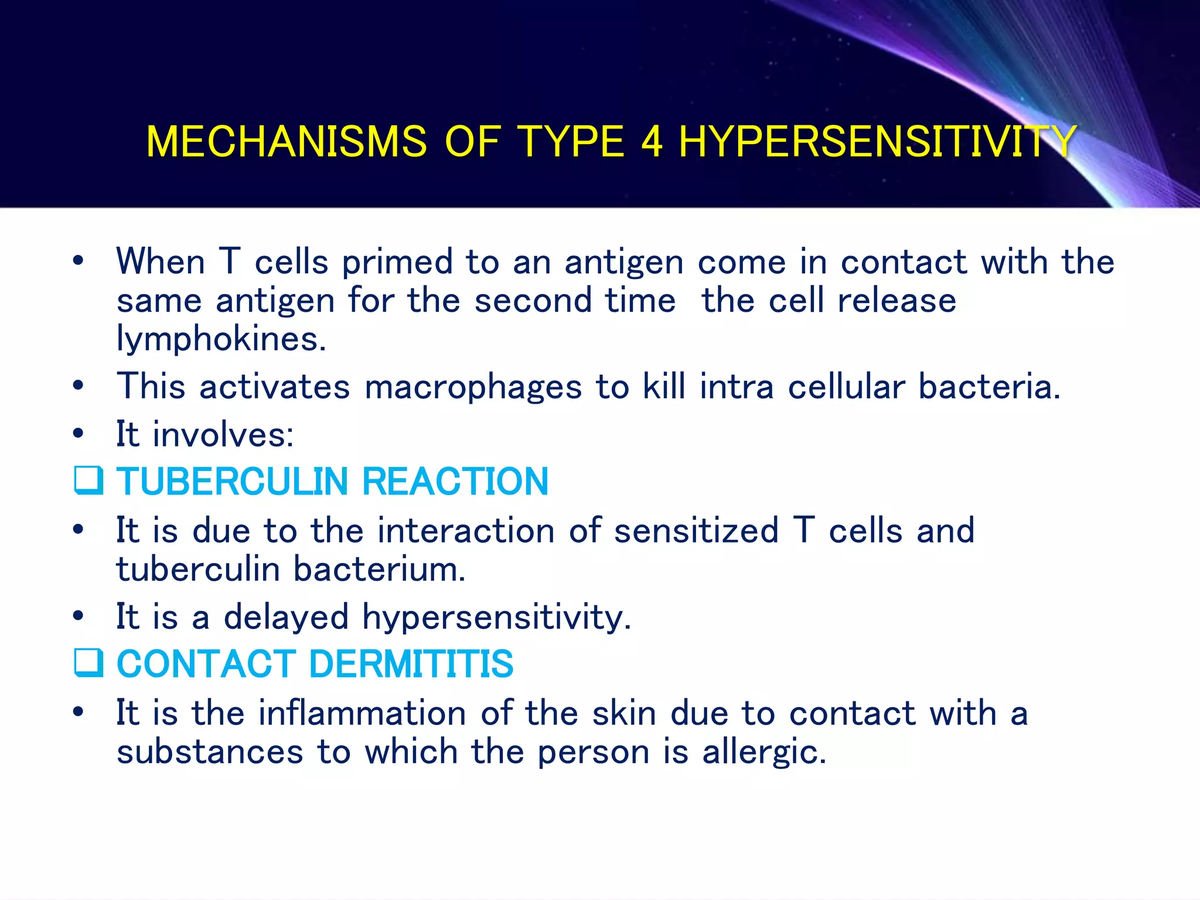 MECHANISMS OF TYPE 4 HYPERSENSITIVITY
• When T cells primed to an antigen come in contact with the
same antigen for the second time  the cell release
lymphokines.
• This activates macrophages to kill intra cellular bacteria.
• It involves:
❑ TUBERCULIN REACTION
• It is due to the interaction of sensitized T cells and
tuberculin bacterium.
• It is a delayed hypersensitivity.
❑ CONTACT DERMITITIS
• It is the inflammation of the skin due to contact with a
substances to which the person is allergic.